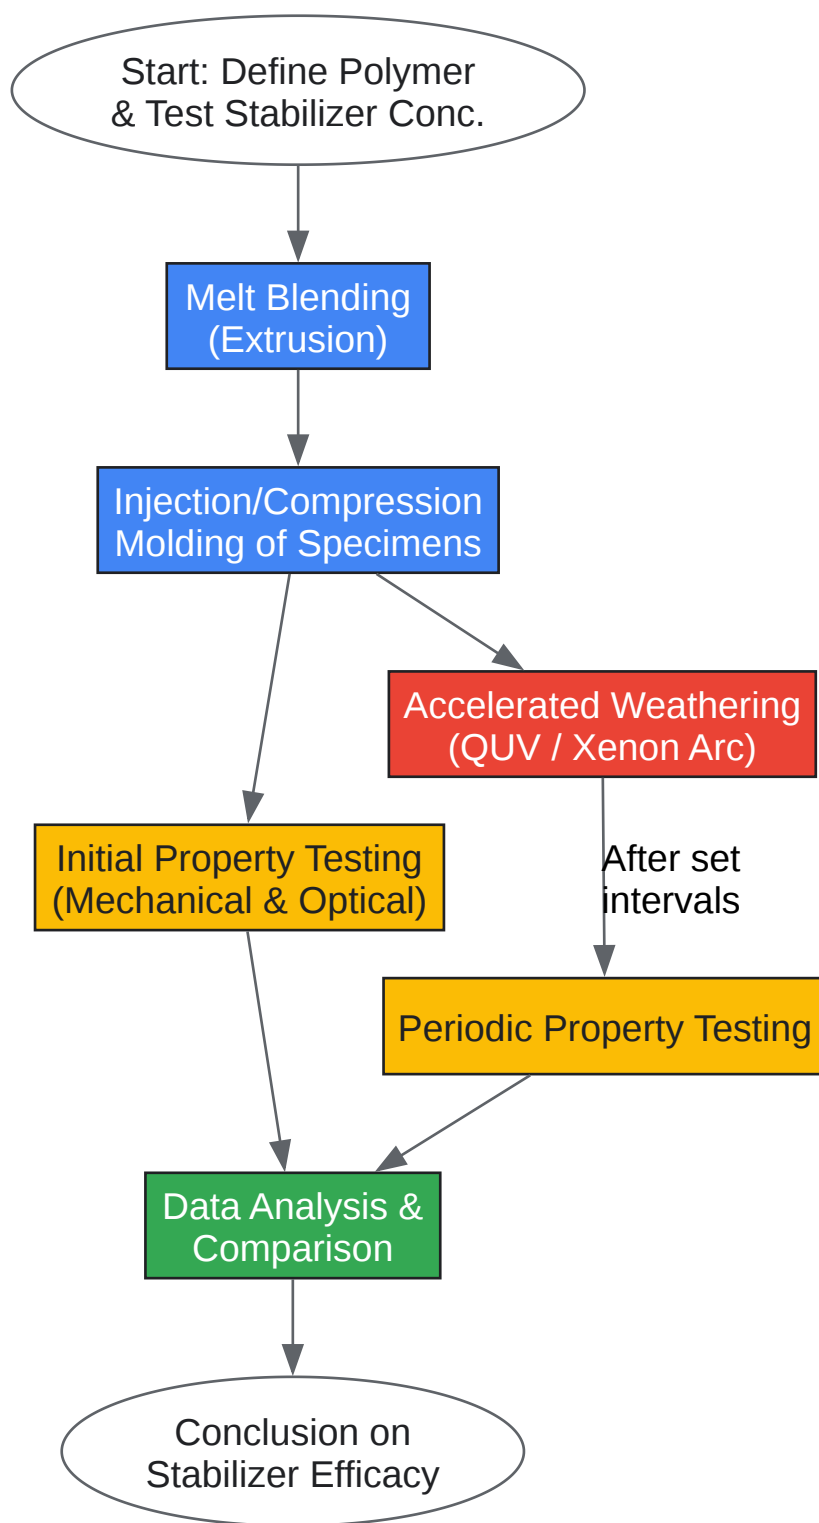 Start: Define Polymer
& Test Stabilizer Conc.
Melt Blending
(Extrusion)
Injection/Compression
Molding of Specimens
Accelerated Weathering
(QUV / Xenon Arc)
Initial Property Testing
(Mechanical & Optical)
After set
intervals
Periodic Property Testing
Data Analysis &
Comparison
Conclusion on
Stabilizer Efficacy